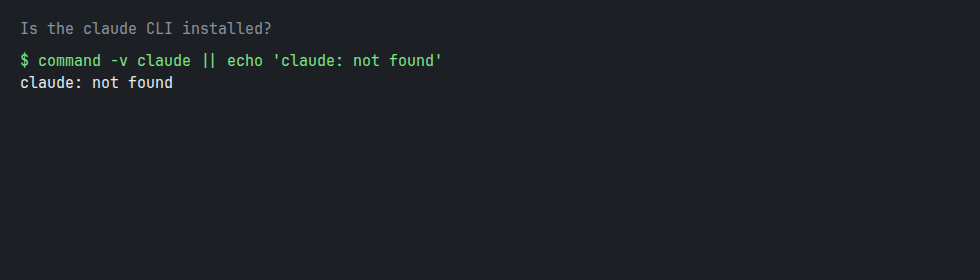 Is the claude CLI installed?
$ command -v claude || echo 'claude: not found'
claude: not found